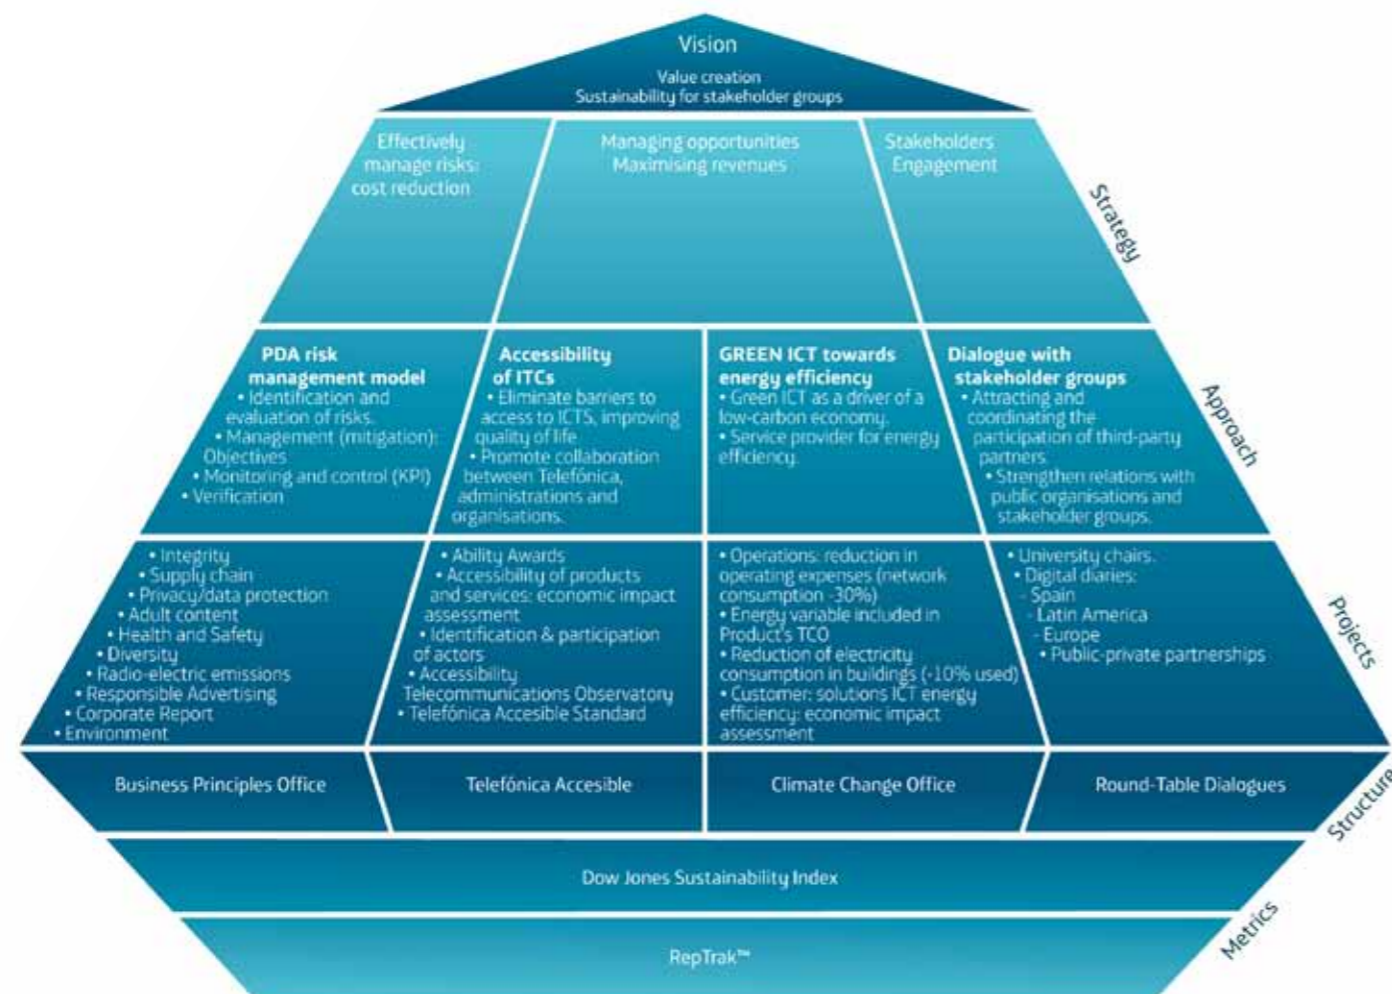 Vision
Value creation
Sustainability for stakeholder groups
Effectively
manage risks:
cost reduction
Managing opportunities
Maximising revenues
Stakeholders
Engagement
Strategy
PDA risk
management model
• Identification and
evaluation of risks.
• Management (mitigation):
Objectives
• Monitoring and control (KPI)
• Verification
Accessibility
of ITCs
• Eliminate barriers to
access to ICTS, improving
quality of life
• Promote collaboration
between Telefónica,
administrations and
organisations.
GREEN ICT towards
energy efficiency
• Green ICT as a driver of a
low-carbon economy.
• Service provider for energy
efficiency.
Dialogue with
stakeholder groups
• Attracting and
coordinating the
participation of third-party
partners.
• Strengthen relations with
public organisations and
stakeholder groups.
Approach
• Integrity
• Supply chain
• Privacy/data protection
• Adult content
• Health and Safety
• Diversity
• Radio-electric emissions
• Responsible Advertising
• Corporate Report
• Environment
• Ability Awards
• Accessibility of products
and services: economic impact
assessment
• Identification & participation
of actors
• Accessibility
Telecommunications Observatory
• Telefónica Accesible Standard
• Operations: reduction in
operating expenses (network
consumption -30%)
• Energy variable included in
Product's TCO
• Reduction of electricity
consumption in buildings (-10% used)
• Customer: solutions ICT energy
efficiency: economic impact
assessment
• University chairs.
• Digital diaries:
- Spain
- Latin America
- Europe
• Public-private partnerships
Projects
Business Principles Office
Telefónica Accesible
Climate Change Office
Round-Table Dialogues
Structure
Dow Jones Sustainability Index
RepTrak™
Metrics